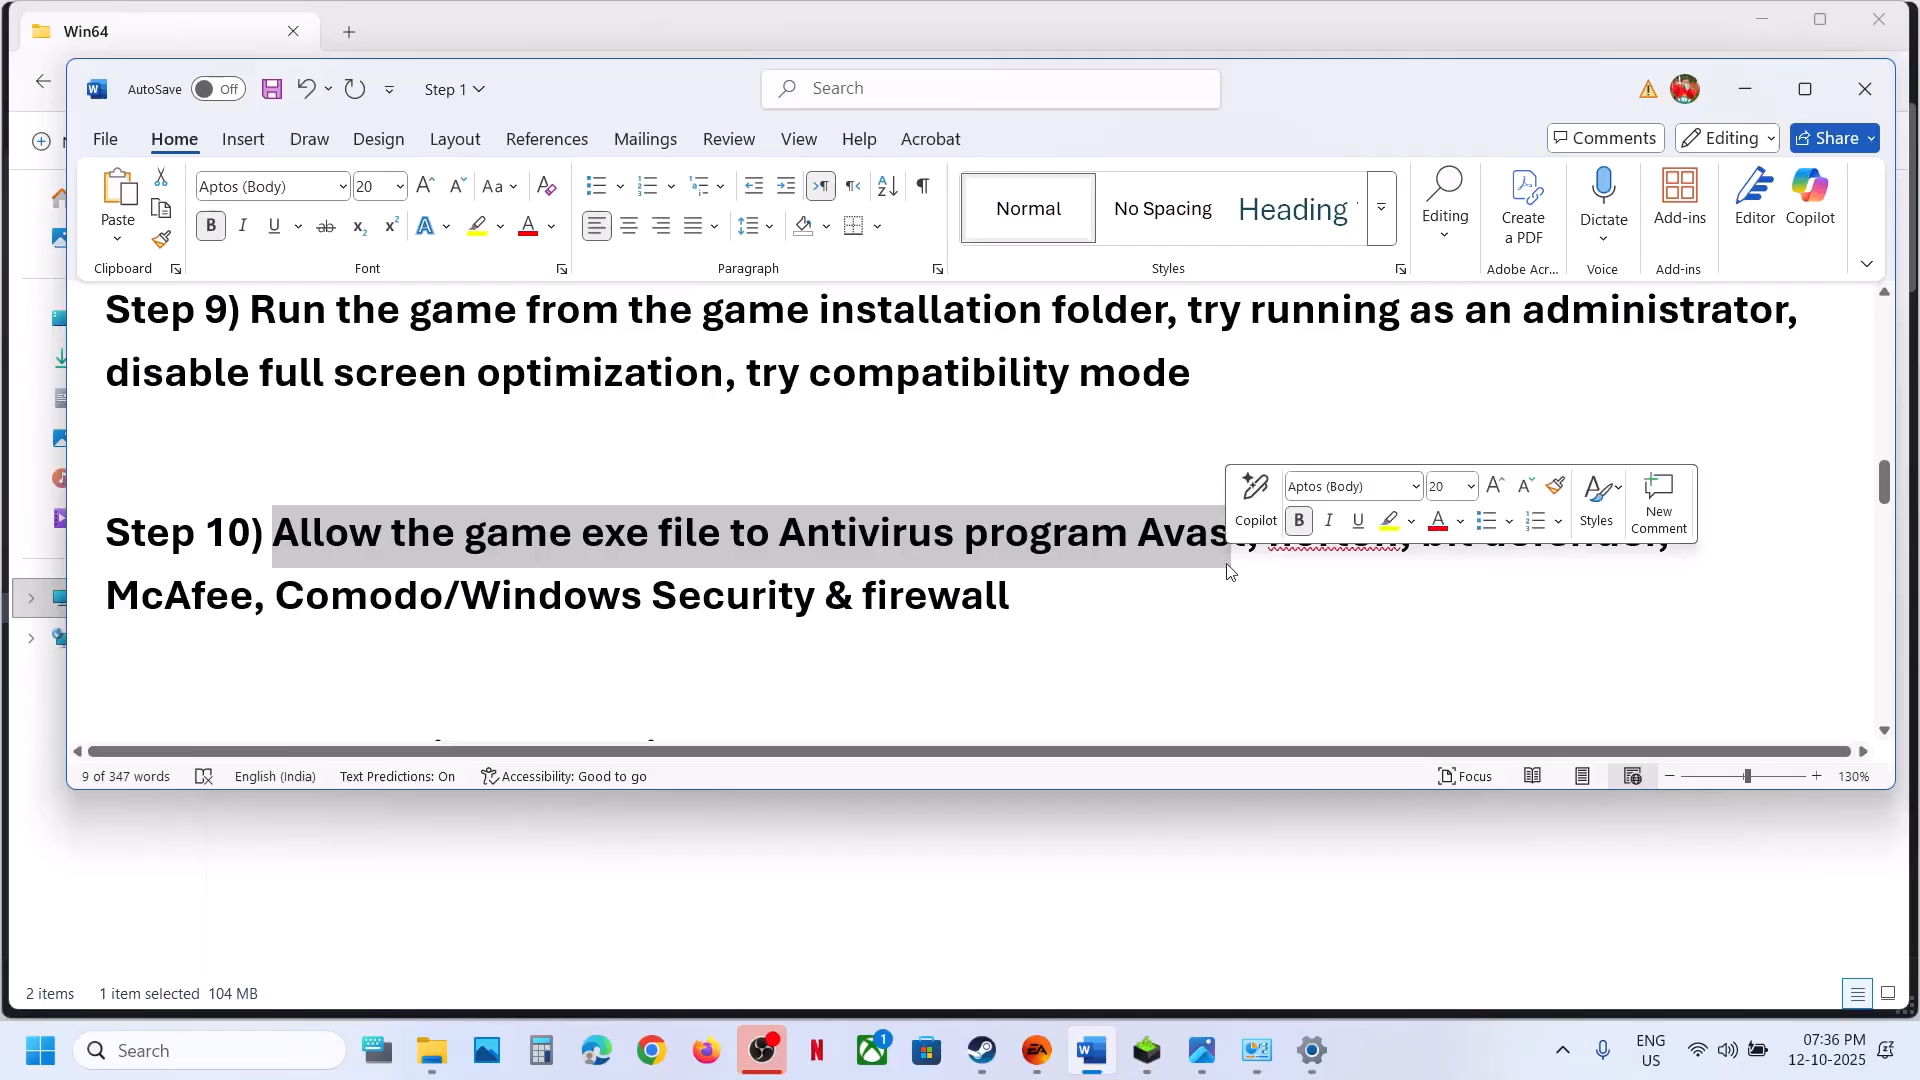 Win64
AutoSave Off Step 1 Search
File Home Insert Draw Design Layout References Mailings Review View Help Acrobat Comments Editing Share
Paste Aptos (Body) 20 Aa Normal No Spacing Heading Editing Create a PDF Dictate Add-ins Editor Copilot
Clipboard Font Paragraph Styles Adobe Acr... Voice Add-ins
Step 9) Run the game from the game installation folder, try running as an administrator,
disable full screen optimization, try compatibility mode
Aptos (Body) 20
Copilot Styles New Comment
Step 10) Allow the game exe file to Antivirus program Avast, norton, bit defender,
McAfee, Comodo/Windows Security & firewall
9 of 347 words English (India) Text Predictions: On Accessibility: Good to go Focus 130%
2 items 1 item selected 104 MB
Search ENG US 07:36 PM 12-10-2025